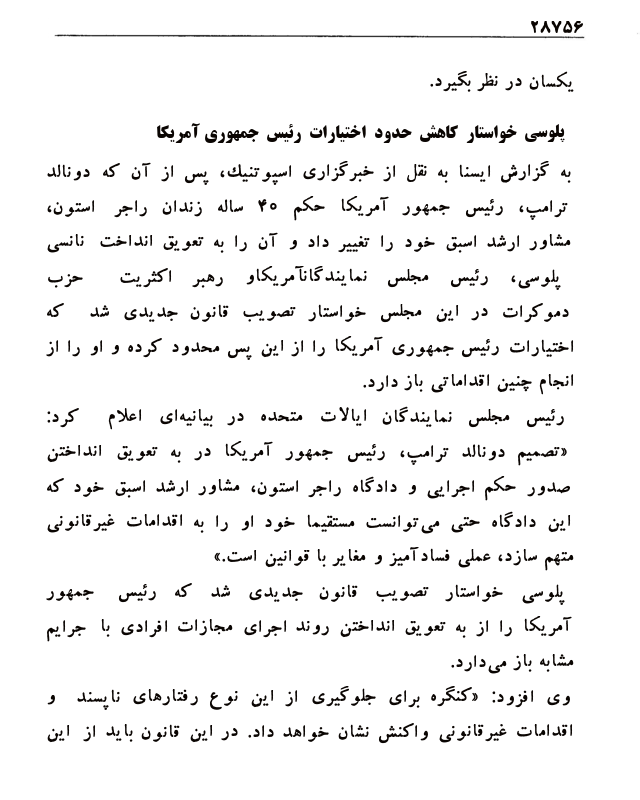 ۲۸۷۵۶
یکسان در نظر بگیرد.
پلوسی خواستار کاهش حدود اختیارات رئیس جمهوری آمریکا
به گزارش ایسنا به نقل از خبرگزاری اسپوتنیك، پس از آن که دونالد
ترامپ، رئیس جمهور آمریکا حکم ۴۰ ساله زندان راجر استون،
مشاور ارشد اسبق خود را تغییر داد و آن را به تعویق انداخت نانسی
پلوسی، رئیس مجلس نمایندگانآمریکاو رهبر اکثریت حزب
دموکرات در این مجلس خواستار تصویب قانون جدیدی شد که
اختیارات رئیس جمهوری آمریکا را از این پس محدود کرده و او را از
انجام چنین اقداماتی باز دارد.
رئیس مجلس نمایندگان ایالات متحده در بیانیه‌ای اعلام کرد:
«تصمیم دونالد ترامپ، رئیس جمهور آمریکا در به تعویق انداختن
صدور حکم اجرایی و دادگاه راجر استون، مشاور ارشد اسبق خود که
این دادگاه حتی می‌توانست مستقیما خود او را به اقدامات غیرقانونی
متهم سازد، عملی فسادآمیز و مغایر با قوانین است.»
پلوسی خواستار تصویب قانون جدیدی شد که رئیس جمهور
آمریکا را از به تعویق انداختن روند اجرای مجازات افرادی با جرایم
مشابه باز می‌دارد.
وی افزود: «کنگره برای جلوگیری از این نوع رفتارهای ناپسند و
اقدامات غیرقانونی واکنش نشان خواهد داد. در این قانون باید از این